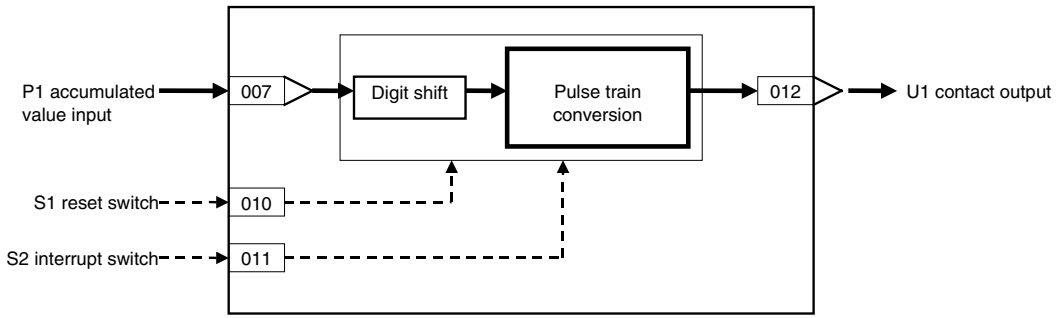 P1 accumulated
value input
007
Digit shift
Pulse train
conversion
012
U1 contact output
S1 reset switch
010
S2 interrupt switch
011